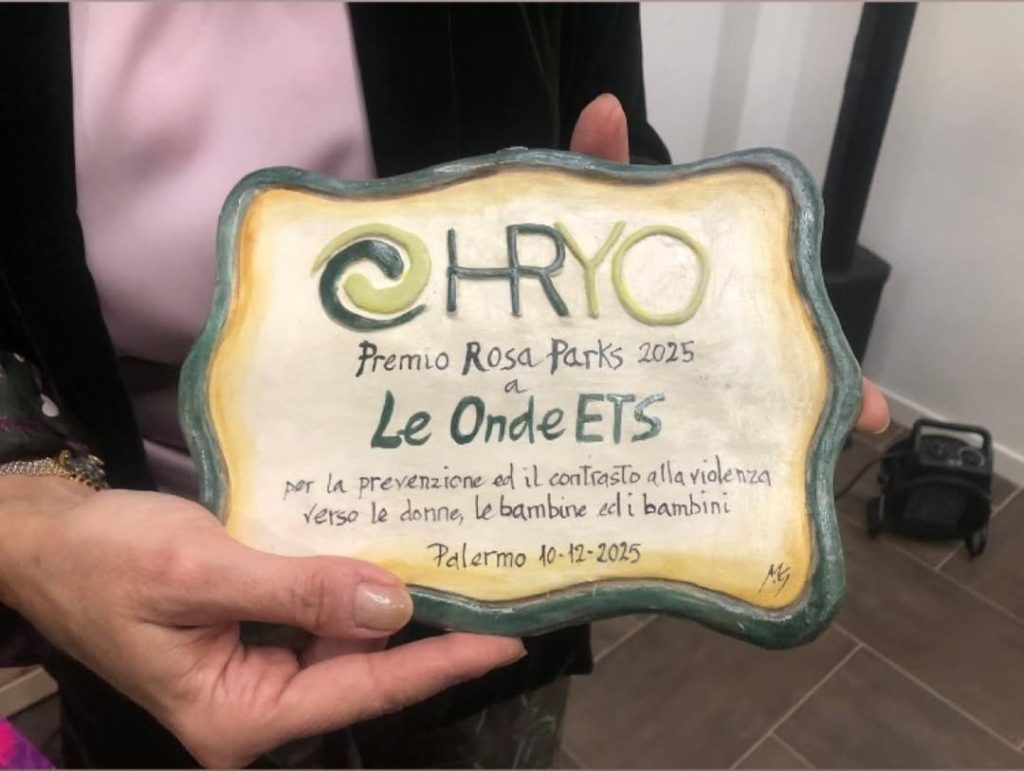 HRYO
Premio Rosa Parks 2025
a
Le Onde ETS
per la prevenzione ed il contrasto alla violenza
verso le donne, le bambine ed i bambini
Palermo 10-12-2025